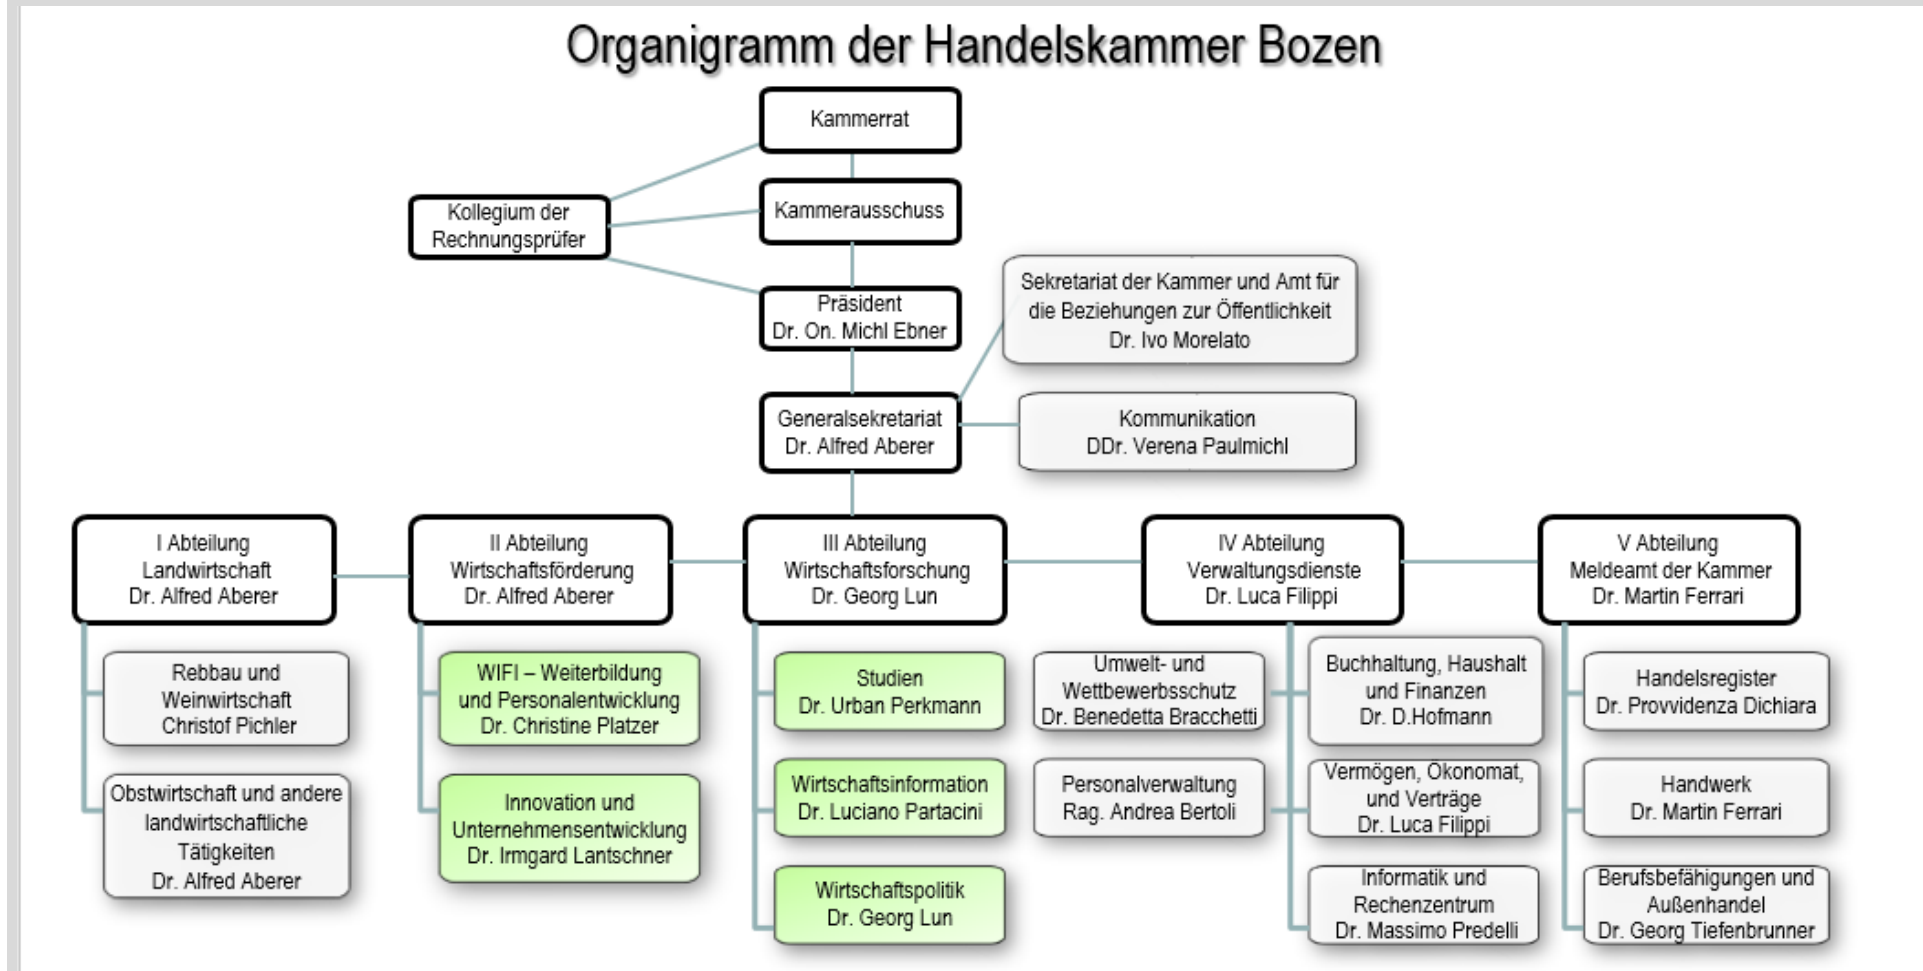 Organigramm der Handelskammer Bozen
Kammerrat
Kollegium der
Rechnungsprüfer
Kammerausschuss
Präsident
Dr. On. Michl Ebner
Sekretariat der Kammer und Amt für
die Beziehungen zur Öffentlichkeit
Dr. Ivo Morelato
Generalsekretariat
Dr. Alfred Aberer
Kommunikation
DDr. Verena Paulmichl
I Abteilung
Landwirtschaft
Dr. Alfred Aberer
II Abteilung
Wirtschaftsförderung
Dr. Alfred Aberer
III Abteilung
Wirtschaftsforschung
Dr. Georg Lun
IV Abteilung
Verwaltungsdienste
Dr. Luca Filippi
V Abteilung
Meldeamt der Kammer
Dr. Martin Ferrari
Rebbau und
Weinwirtschaft
Christof Pichler
Obstwirtschaft und andere
landwirtschaftliche
Tätigkeiten
Dr. Alfred Aberer
WIFI – Weiterbildung
und Personalentwicklung
Dr. Christine Platzer
Innovation und
Unternehmensentwicklung
Dr. Irmgard Lantschner
Studien
Dr. Urban Perkmann
Wirtschaftsinformation
Dr. Luciano Partacini
Wirtschaftspolitik
Dr. Georg Lun
Umwelt- und
Wettbewerbsschutz
Dr. Benedetta Bracchetti
Personalverwaltung
Rag. Andrea Bertoli
Buchhaltung, Haushalt
und Finanzen
Dr. D.Hofmann
Vermögen, Ökonomat,
und Verträge
Dr. Luca Filippi
Informatik und
Rechenzentrum
Dr. Massimo Predelli
Handelsregister
Dr. Provvidenza Dichiara
Handwerk
Dr. Martin Ferrari
Berufsbefähigungen und
Außenhandel
Dr. Georg Tiefenbrunner